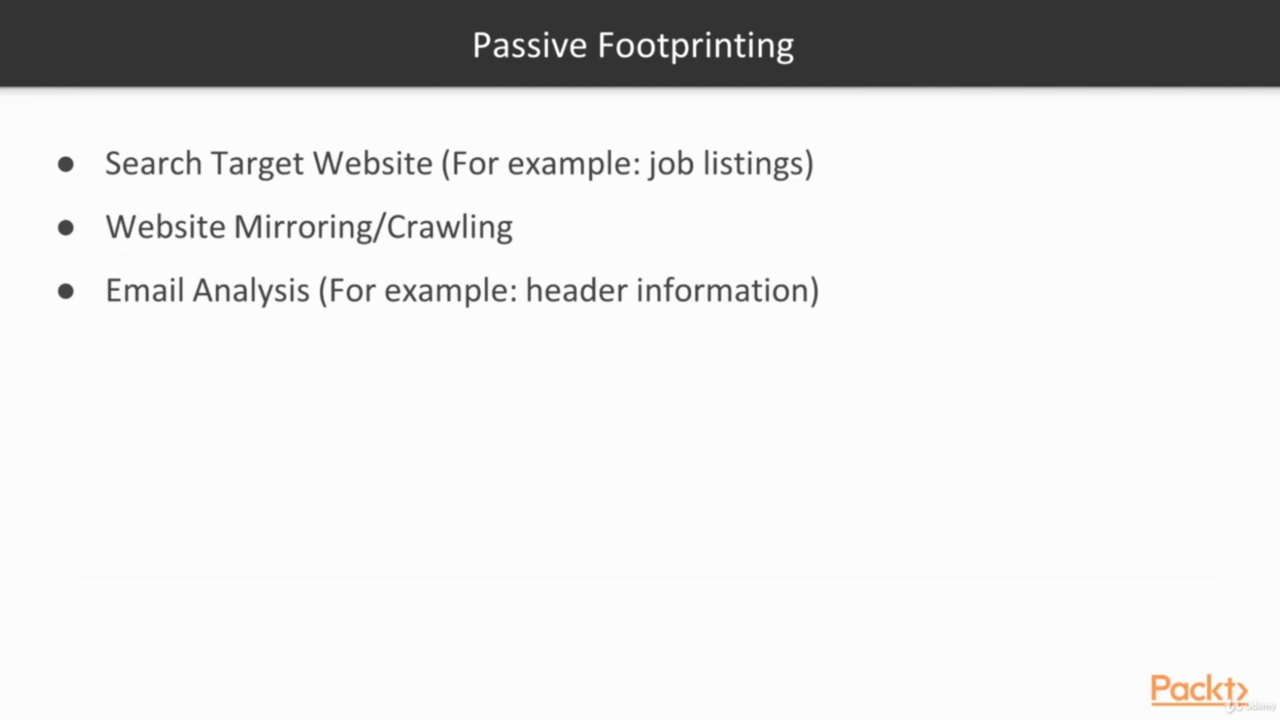 Passive Footprinting
● Search Target Website (For example: job listings)
● Website Mirroring/Crawling
● Email Analysis (For example: header information)
Packt>
Udemy